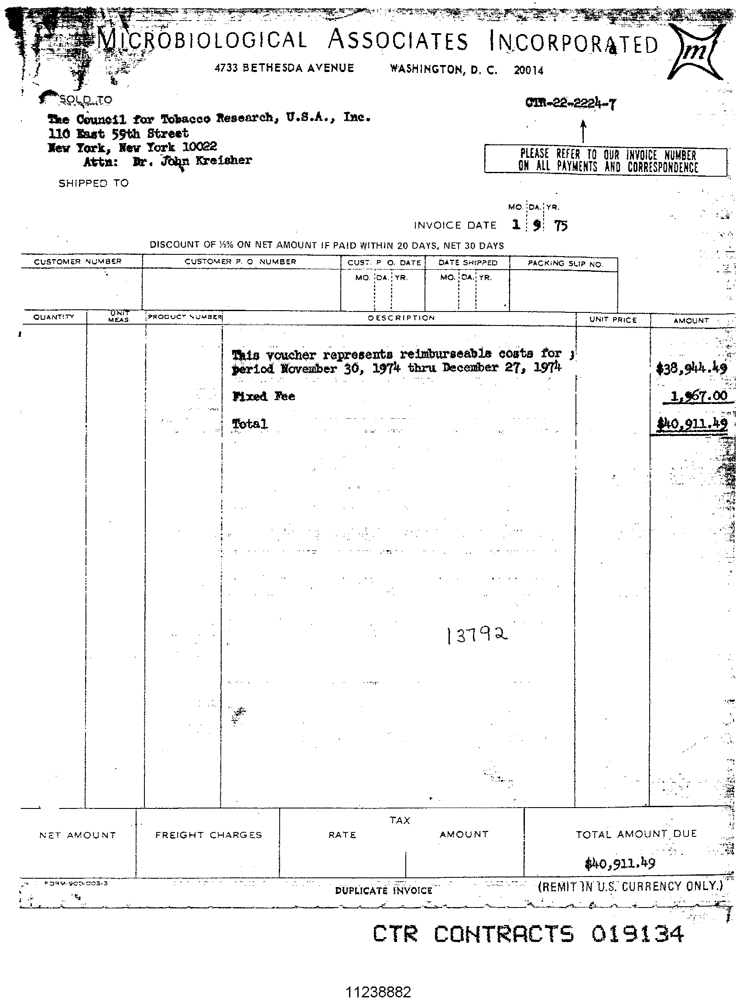 MICROBIOLOGICAL ASSOCIATES INCORPORATED
m
4733 BETHESDA AVENUE WASHINGTON, D. C. 20014
SOLD TO
CTR-22-2224-7
The Council for Tobacco Research, U.S.A., Inc.
110 East 59th Street
New York, New York 10022
Attn: Dr. John Kreisher
PLEASE REFER TO OUR INVOICE NUMBER
ON ALL PAYMENTS AND CORRESPONDENCE
SHIPPED TO
MO. DA. YR.
INVOICE DATE 1 9 75
DISCOUNT OF ½% ON NET AMOUNT IF PAID WITHIN 20 DAYS, NET 30 DAYS
CUSTOMER NUMBER CUSTOMER P. O. NUMBER CUST. P. O. DATE DATE SHIPPED PACKING SLIP NO.
MO. DA. YR. MO. DA. YR.
QUANTITY UNIT MEAS PRODUCT NUMBER DESCRIPTION UNIT PRICE AMOUNT
This voucher represents reimburseable costs for
period November 30, 1974 thru December 27, 1974 $38,944.49
Fixed Fee 1,967.00
Total $40,911.49
13792
TAX
NET AMOUNT FREIGHT CHARGES RATE AMOUNT TOTAL AMOUNT DUE
$40,911.49
FORM-900-003-3 DUPLICATE INVOICE (REMIT IN U.S. CURRENCY ONLY.)
CTR CONTRACTS 019134
11238882